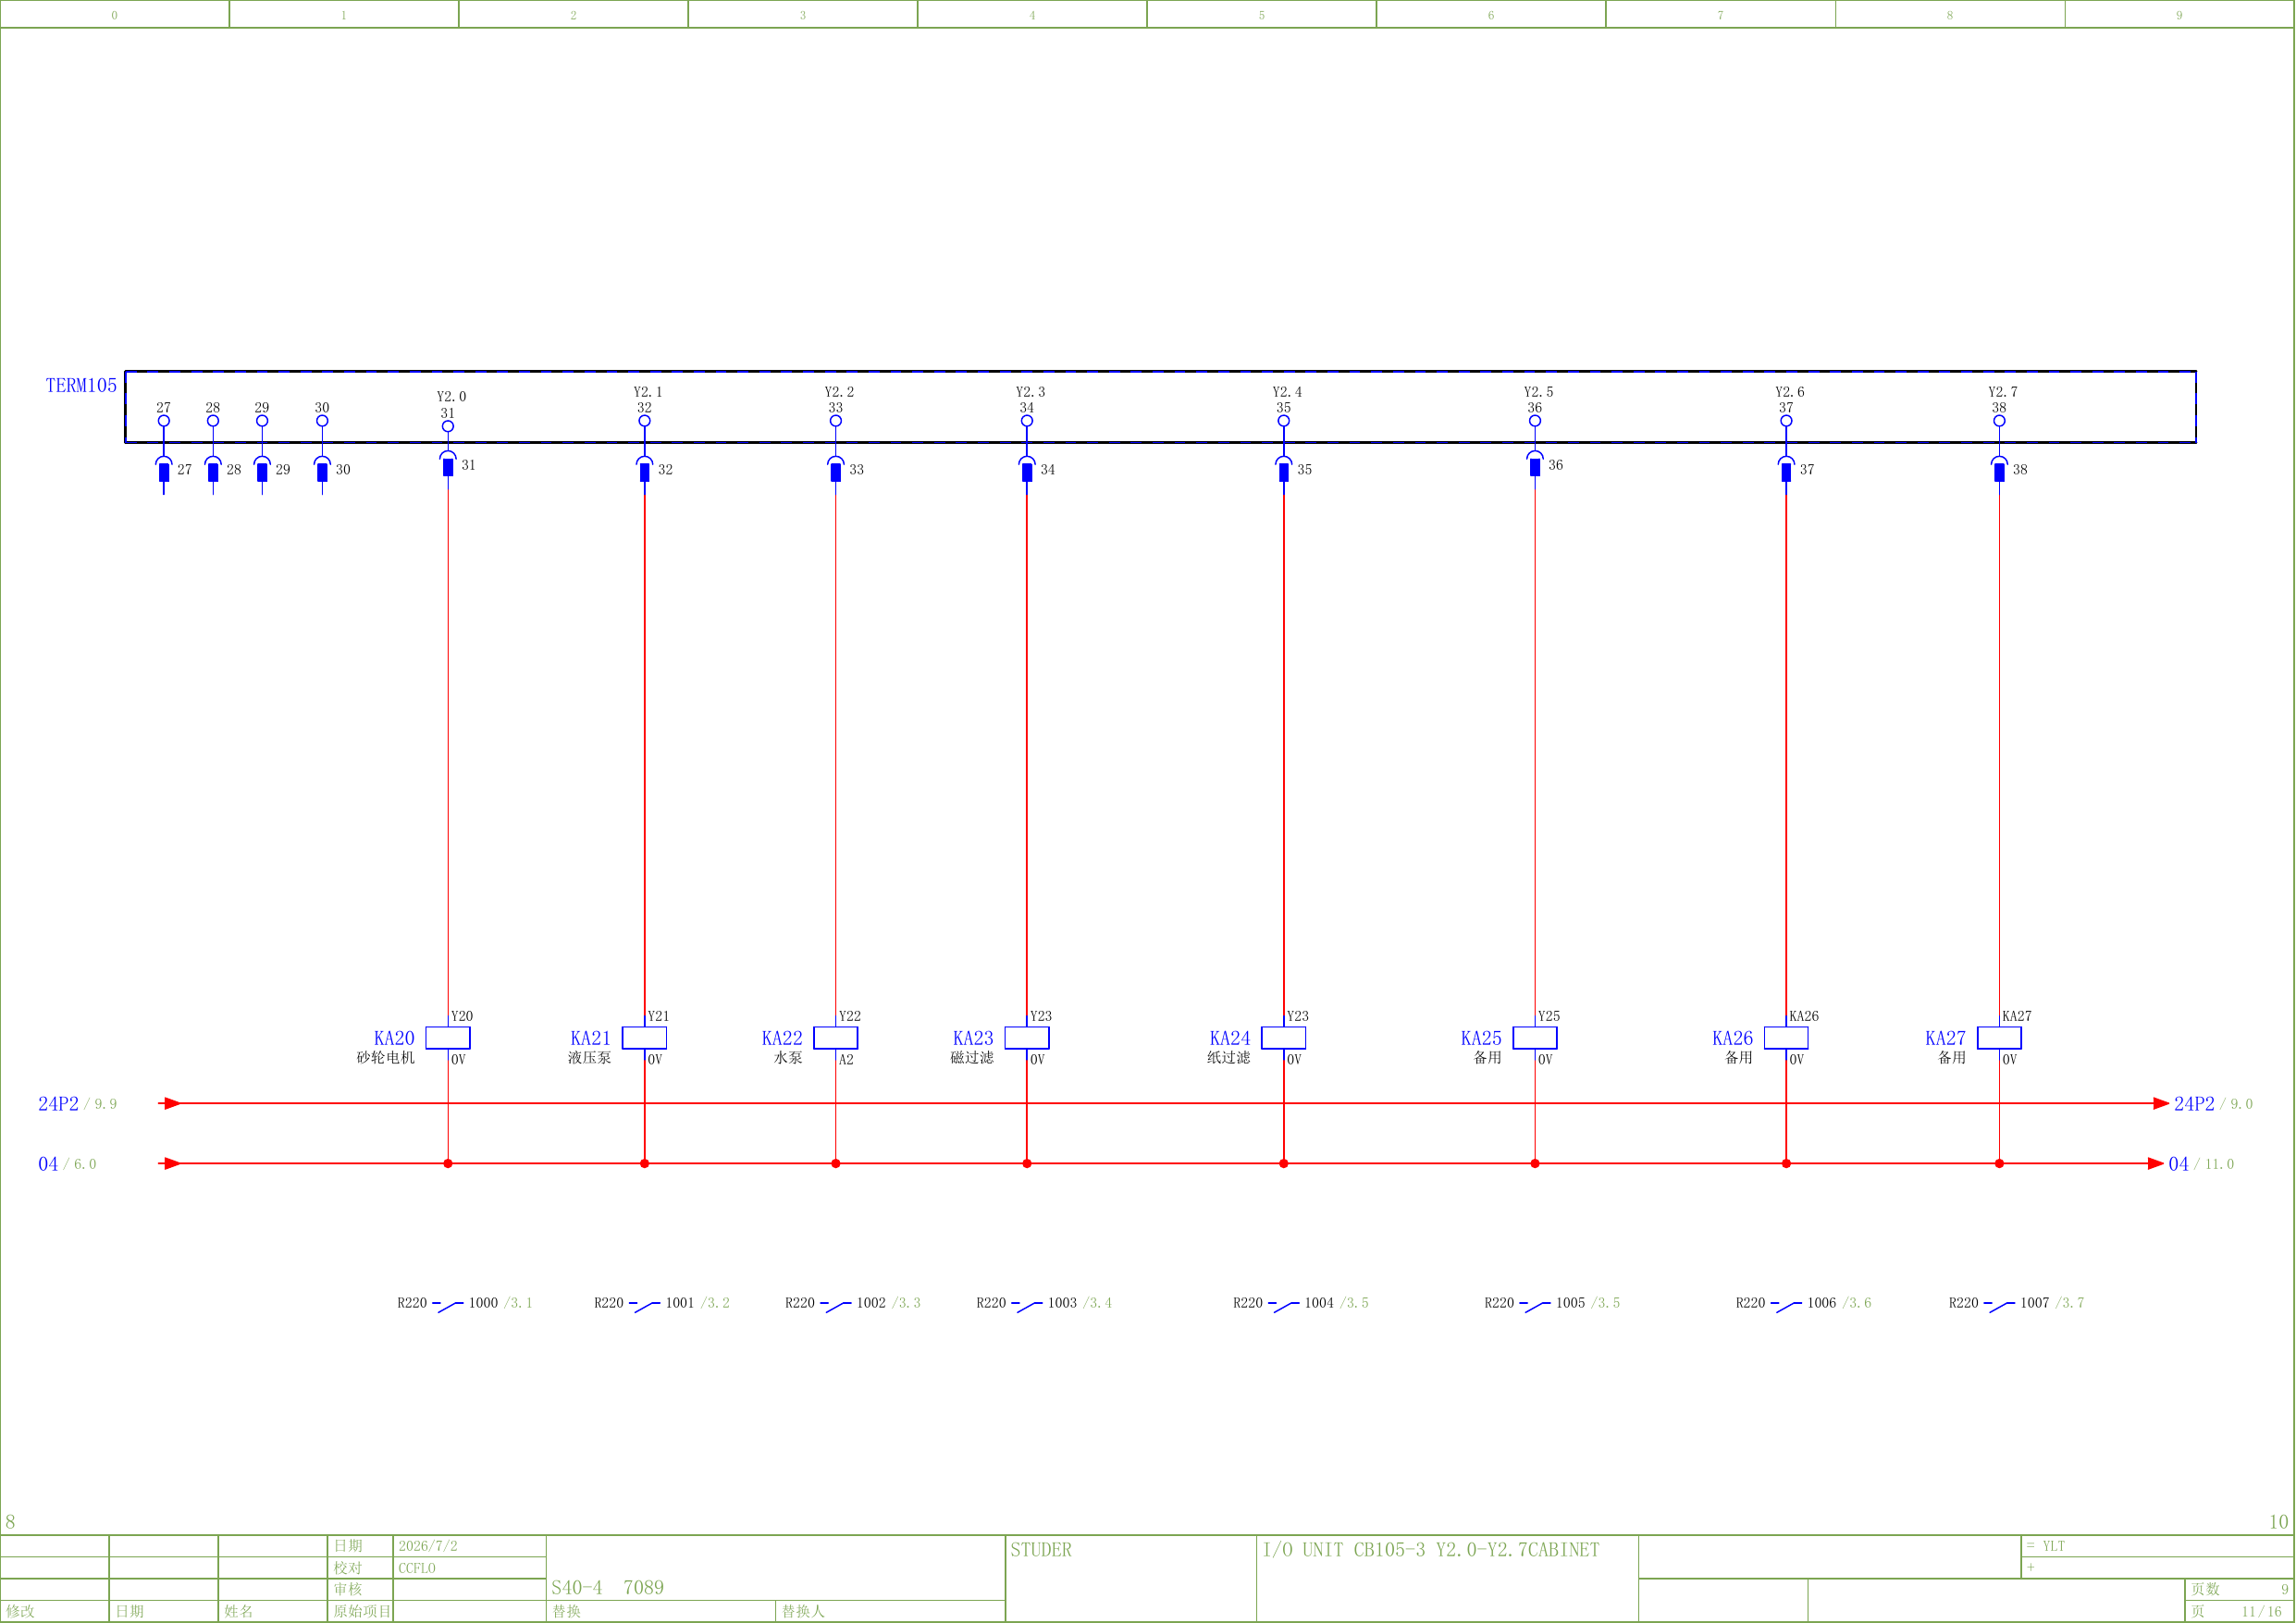 0 1 2 3 4 5 6 7 8 9
TERM105
Y2.0 Y2.1 Y2.2 Y2.3 Y2.4 Y2.5 Y2.6 Y2.7
27 28 29 30 31 32 33 34 35 36 37 38
27 28 29 30 31 32 33 34 35 36 37 38
Y20 Y21 Y22 Y23 Y23 Y25 KA26 KA27
KA20 KA21 KA22 KA23 KA24 KA25 KA26 KA27
砂轮电机 0V 液压泵 0V 水泵 A2 磁过滤 0V 纸过滤 0V 备用 0V 备用 0V 备用 0V
24P2 / 9.9 24P2 / 9.0
04 / 6.0 04 / 11.0
R220 1000 /3.1 R220 1001 /3.2 R220 1002 /3.3 R220 1003 /3.4 R220 1004 /3.5 R220 1005 /3.5 R220 1006 /3.6 R220 1007 /3.7
8 10
日期 2026/7/2 STUDER I/O UNIT CB105-3 Y2.0-Y2.7CABINET = YLT
校对 CCFLO +
审核 S40-4 7089 页数 9
修改 日期 姓名 原始项目 替换 替换人 页 11/16